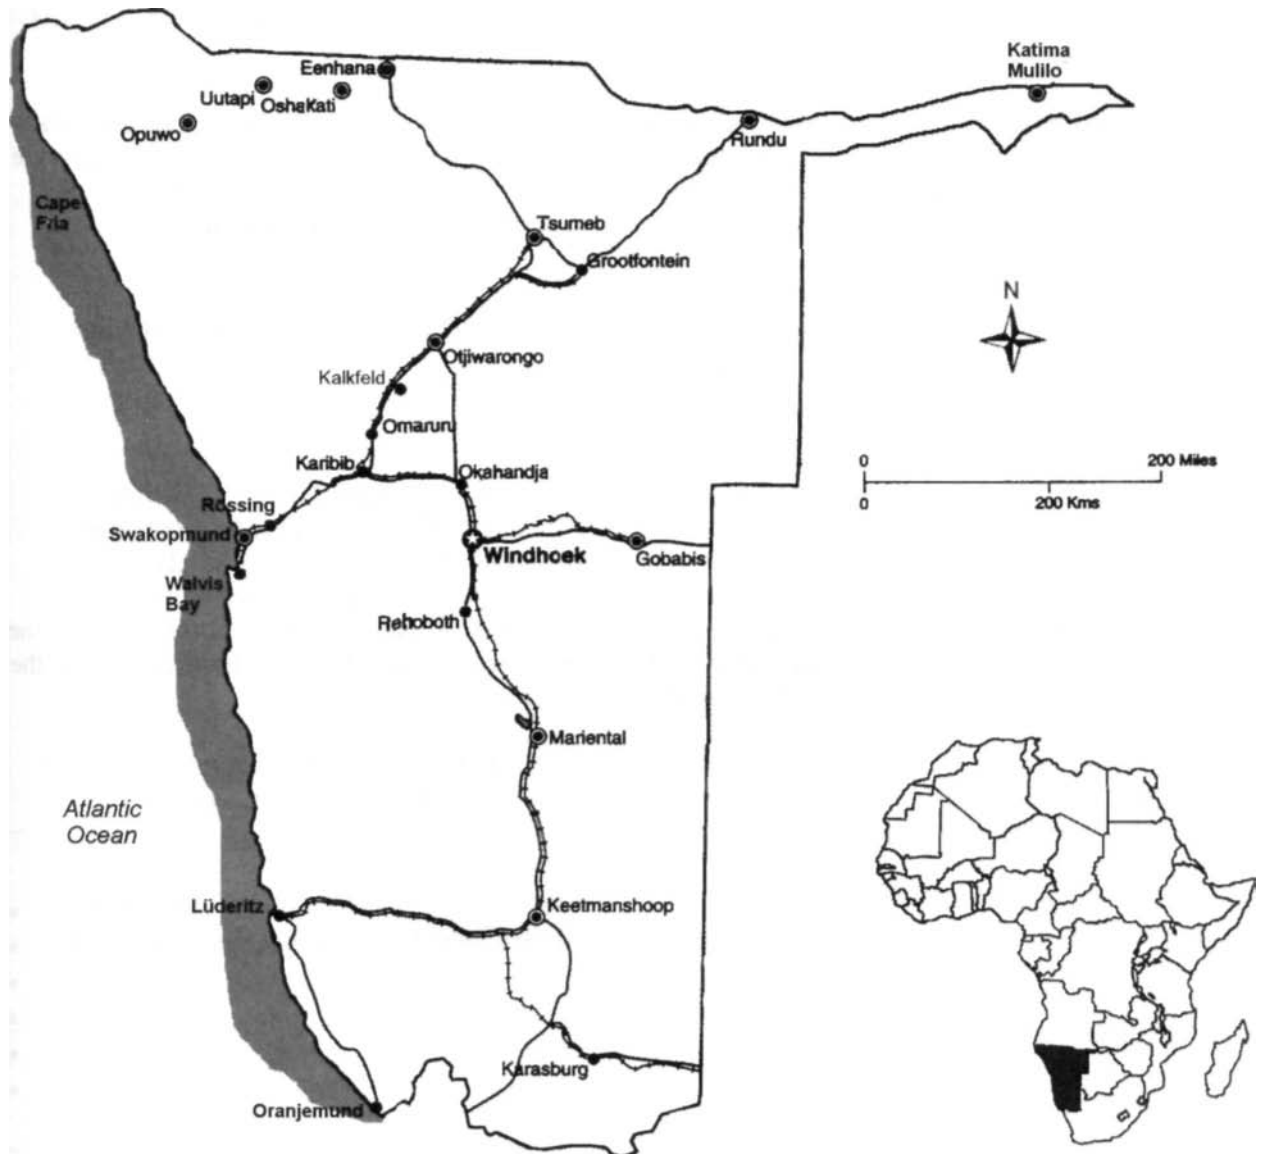 Katima
Mulilo
Eenhana
Uutapi
Oshakati
Opuwo
Rundu
Cape
Fria
Tsumeb
Grootfontein
N
Otjiwarongo
Kalkfeld
Omaruru
Karibib
Okahandja
0 200 Miles
0 200 Kms
Rossing
Swakopmund
Windhoek
Gobabis
Walvis
Bay
Rehoboth
Mariental
Atlantic
Ocean
Lüderitz
Keetmanshoop
Karasburg
Oranjemund